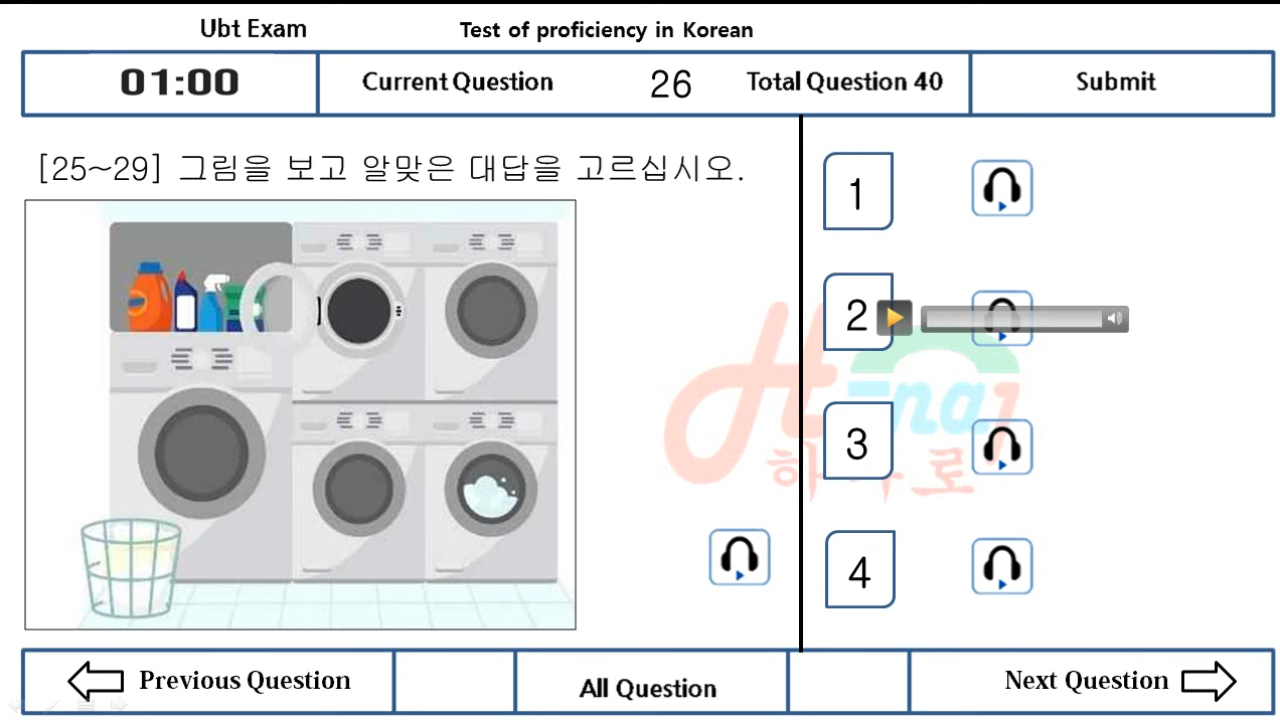 Ubt Exam Test of proficiency in Korean
01:00 Current Question 26 Total Question 40 Submit
[25~29] 그림을 보고 알맞은 대답을 고르십시오.
1
2
3
4
Previous Question All Question Next Question